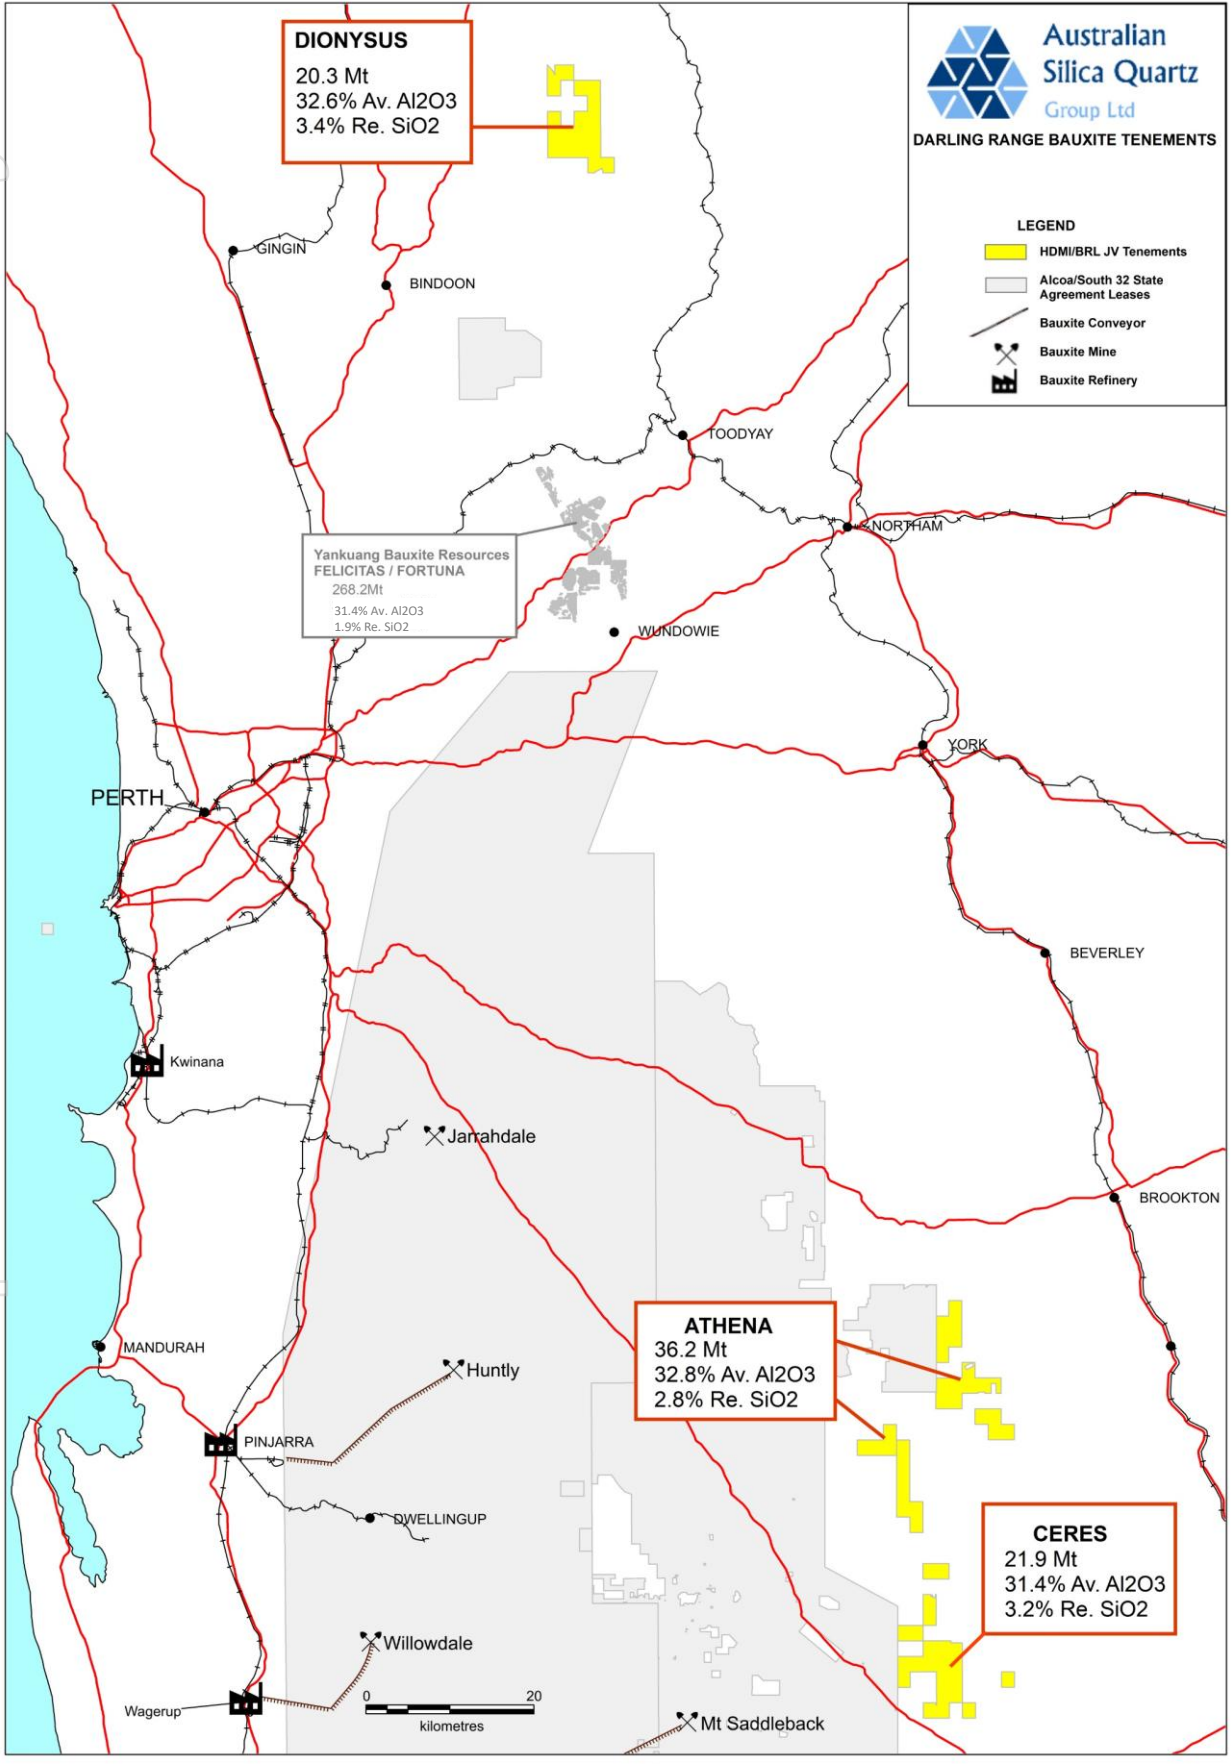 DIONYSUS
20.3 Mt
32.6% Av. Al2O3
3.4% Re. SiO2
Australian
Silica Quartz
Group Ltd
DARLING RANGE BAUXITE TENEMENTS
LEGEND
HDMI/BRL JV Tenements
Alcoa/South 32 State
Agreement Leases
Bauxite Conveyor
Bauxite Mine
Bauxite Refinery
GINGIN
BINDOON
TOODYAY
NORTHAM
Yankuang Bauxite Resources
FELICITAS / FORTUNA
268.2Mt
31.4% Av. Al2O3
1.9% Re. SiO2
WUNDOWIE
YORK
PERTH
BEVERLEY
Kwinana
Jarrahdale
BROOKTON
ATHENA
36.2 Mt
32.8% Av. Al2O3
2.8% Re. SiO2
MANDURAH
Huntly
PINJARRA
DWELLINGUP
CERES
21.9 Mt
31.4% Av. Al2O3
3.2% Re. SiO2
Willowdale
Wagerup
0 20
kilometres
Mt Saddleback